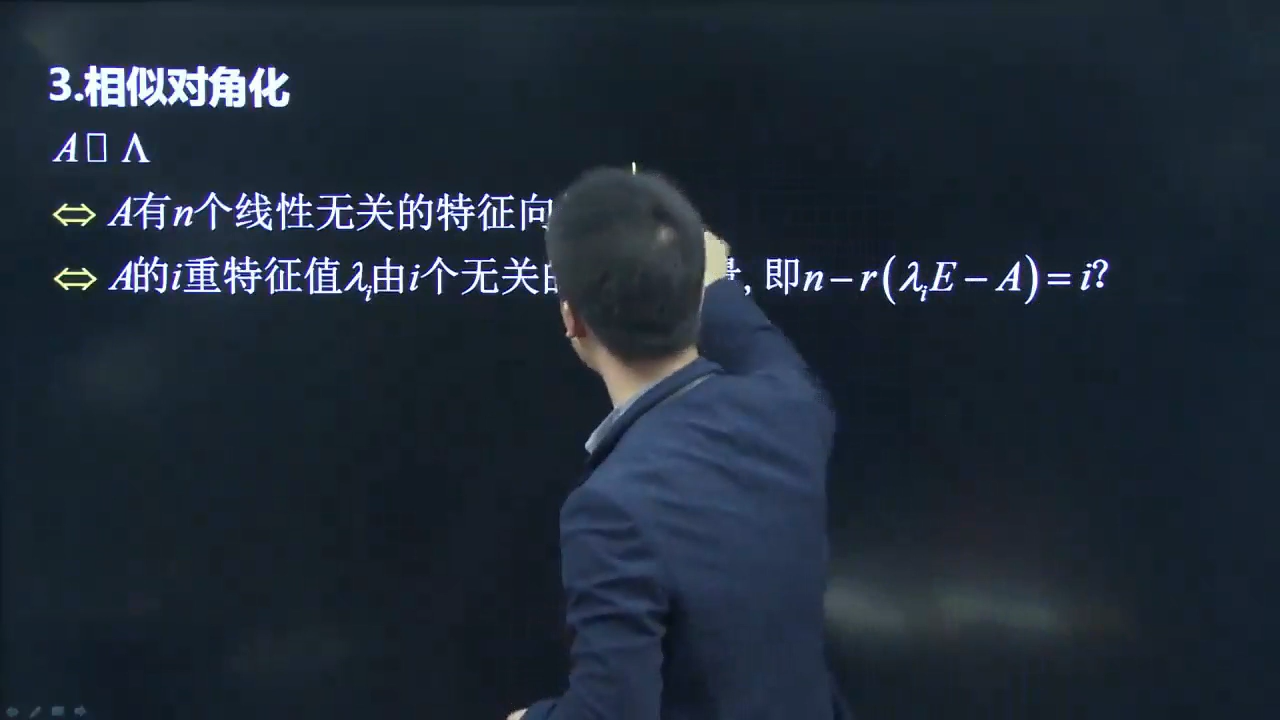 3.相似对角化
A□ Λ
⇔ A有n个线性无关的特征向
⇔ A的i重特征值λᵢ由i个无关, 即n−r(λᵢE−A)=i?